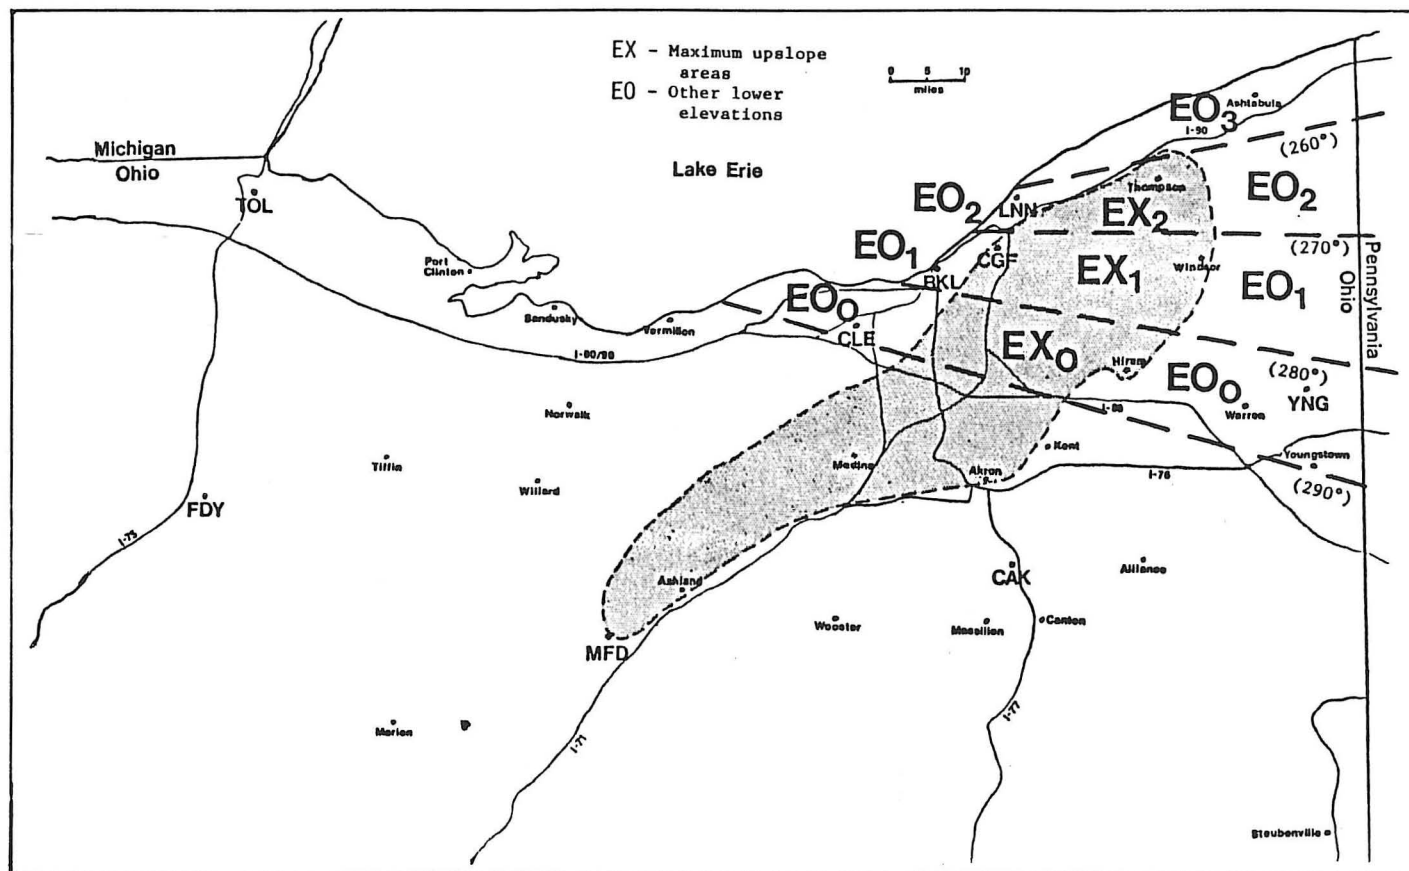 EX - Maximum upslope
areas
EO - Other lower
elevations
0 5 10
miles
Michigan
Ohio
Lake Erie
TOL
Port
Clinton
Sandusky
Vermilion
I-80/90
Norwalk
Tiffin
Willard
FDY
I-75
Ashland
MFD
Marion
I-71
EO3
Ashtabula
I-90
(260°)
EO2
LNN
Thompson
EX2
EO2
(270°)
Pennsylvania
Ohio
EO1
BKL
CGF
EX1
Windsor
EO1
EO0
CLE
EX0
Hiram
(280°)
EO0
YNG
Warren
I-80
Medina
Akron
Kent
Youngstown
I-76
(290°)
CAK
Alliance
Wooster
Massillon
Canton
I-77
Steubenville